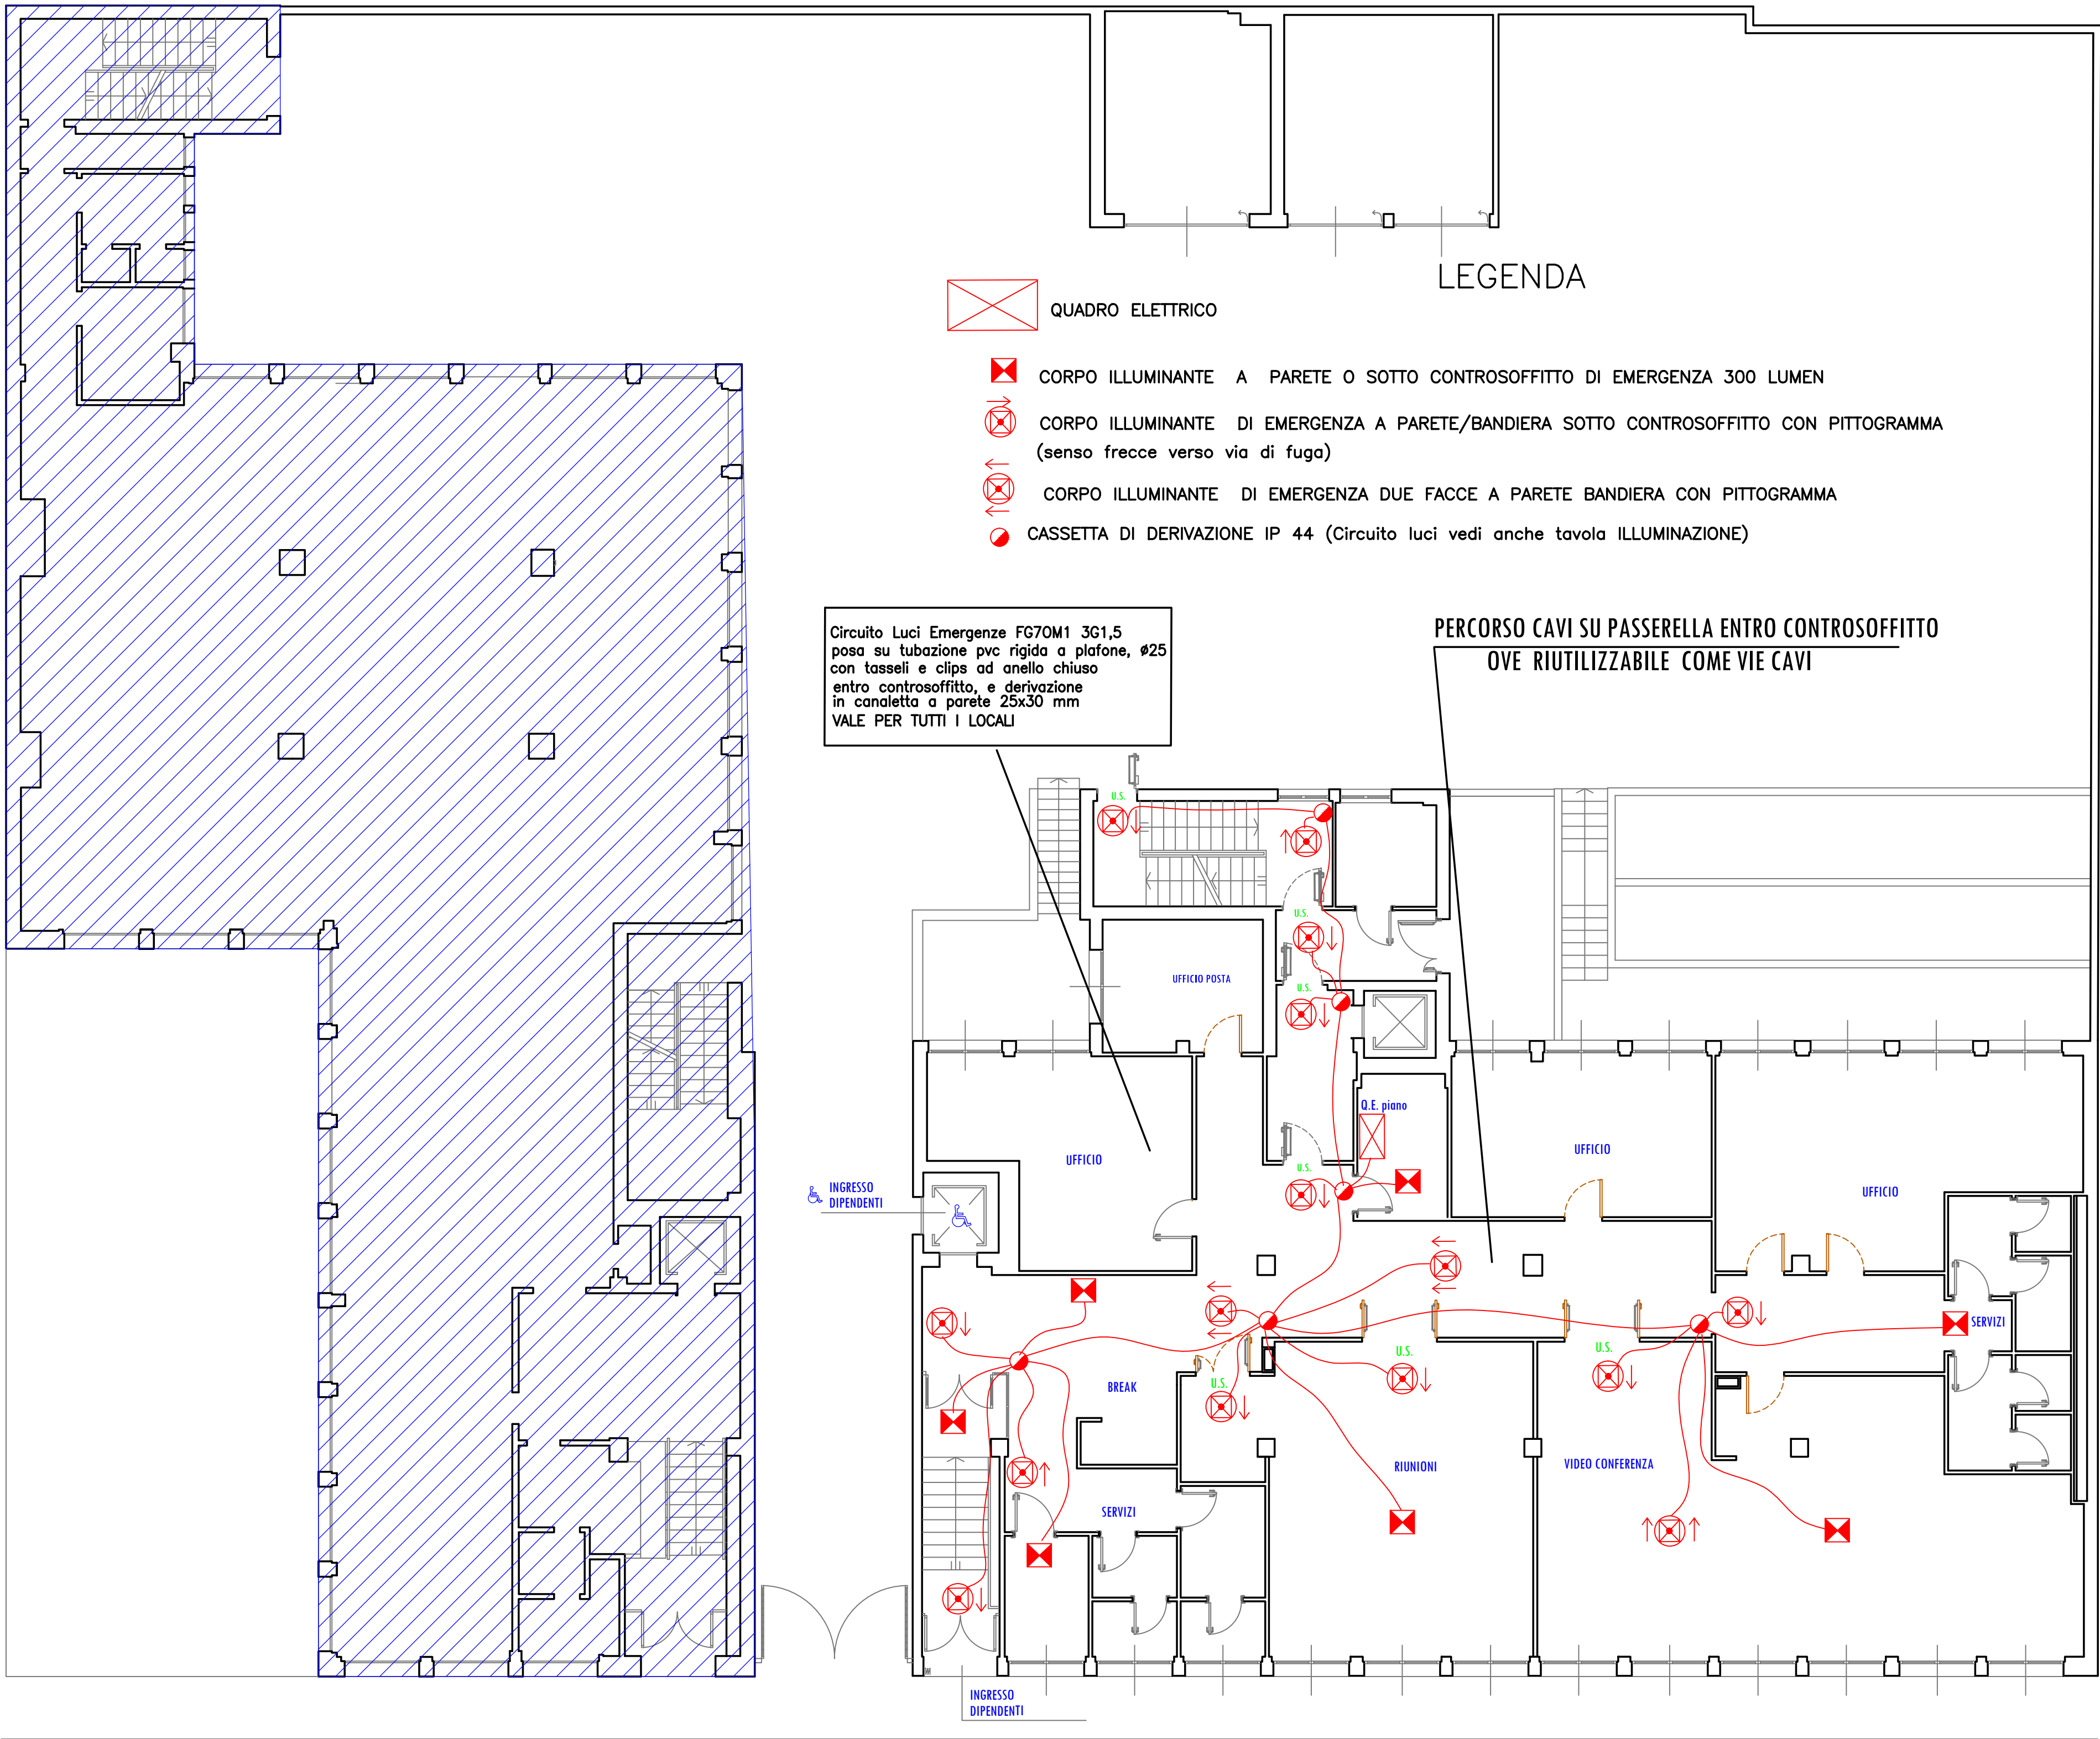 LEGENDA
QUADRO ELETTRICO
CORPO ILLUMINANTE A PARETE O SOTTO CONTROSOFFITTO DI EMERGENZA 300 LUMEN
CORPO ILLUMINANTE DI EMERGENZA A PARETE/BANDIERA SOTTO CONTROSOFFITTO CON PITTOGRAMMA
(senso frecce verso via di fuga)
CORPO ILLUMINANTE DI EMERGENZA DUE FACCE A PARETE BANDIERA CON PITTOGRAMMA
CASSETTA DI DERIVAZIONE IP 44 (Circuito luci vedi anche tavola ILLUMINAZIONE)
Circuito Luci Emergenze FG7OM1 3G1,5
posa su tubazione pvc rigida a plafone, ø25
con tasseli e clips ad anello chiuso
entro controsoffitto, e derivazione
in canaletta a parete 25x30 mm
VALE PER TUTTI I LOCALI
PERCORSO CAVI SU PASSERELLA ENTRO CONTROSOFFITTO
OVE RIUTILIZZABILE COME VIE CAVI
U.S.
U.S.
UFFICIO POSTA
U.S.
Q.E. piano
UFFICIO
UFFICIO
U.S.
INGRESSO
DIPENDENTI
UFFICIO
SERVIZI
U.S.
U.S.
BREAK
U.S.
RIUNIONI
VIDEO CONFERENZA
SERVIZI
INGRESSO
DIPENDENTI